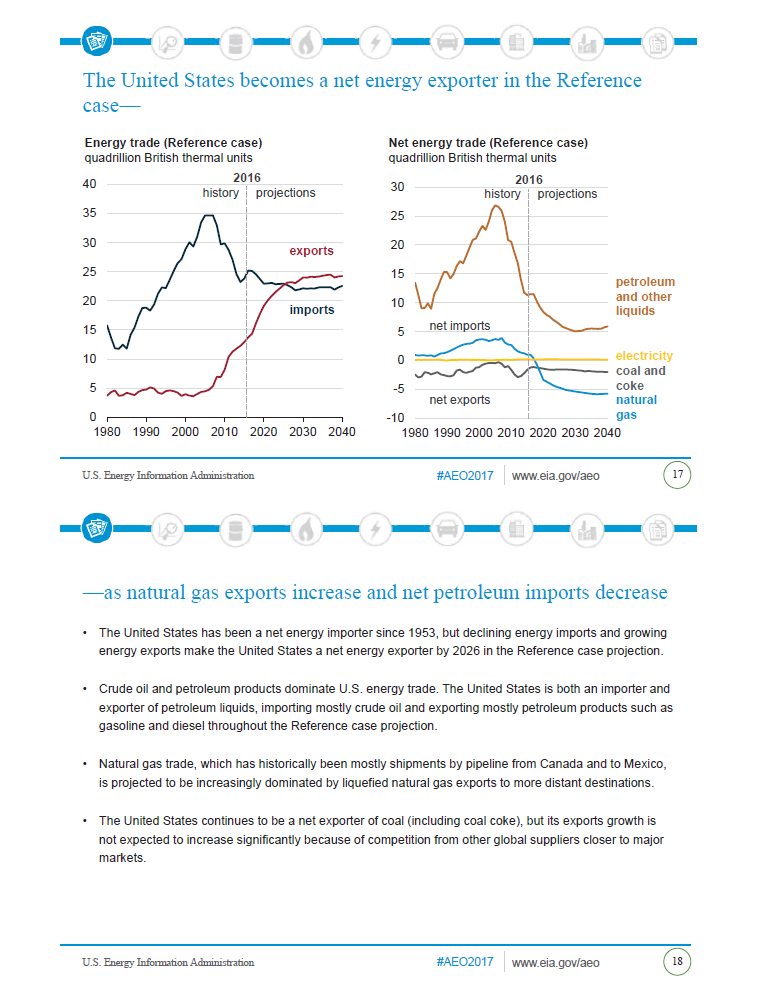 The United States becomes a net energy exporter in the Reference
case—
Energy trade (Reference case)
quadrillion British thermal units
2016
history
projections
40
35
30
25
20
15
10
5
0
exports
imports
1980 1990 2000 2010 2020 2030 2040
Net energy trade (Reference case)
quadrillion British thermal units
2016
history
projections
30
25
20
15
10
5
0
-5
-10
net imports
net exports
petroleum
and other
liquids
electricity
coal and
coke
natural
gas
1980 1990 2000 2010 2020 2030 2040
U.S. Energy Information Administration
#AEO2017
www.eia.gov/aeo
17
—as natural gas exports increase and net petroleum imports decrease
• The United States has been a net energy importer since 1953, but declining energy imports and growing
energy exports make the United States a net energy exporter by 2026 in the Reference case projection.
• Crude oil and petroleum products dominate U.S. energy trade. The United States is both an importer and
exporter of petroleum liquids, importing mostly crude oil and exporting mostly petroleum products such as
gasoline and diesel throughout the Reference case projection.
• Natural gas trade, which has historically been mostly shipments by pipeline from Canada and to Mexico,
is projected to be increasingly dominated by liquefied natural gas exports to more distant destinations.
• The United States continues to be a net exporter of coal (including coal coke), but its exports growth is
not expected to increase significantly because of competition from other global suppliers closer to major
markets.
U.S. Energy Information Administration
#AEO2017
www.eia.gov/aeo
18